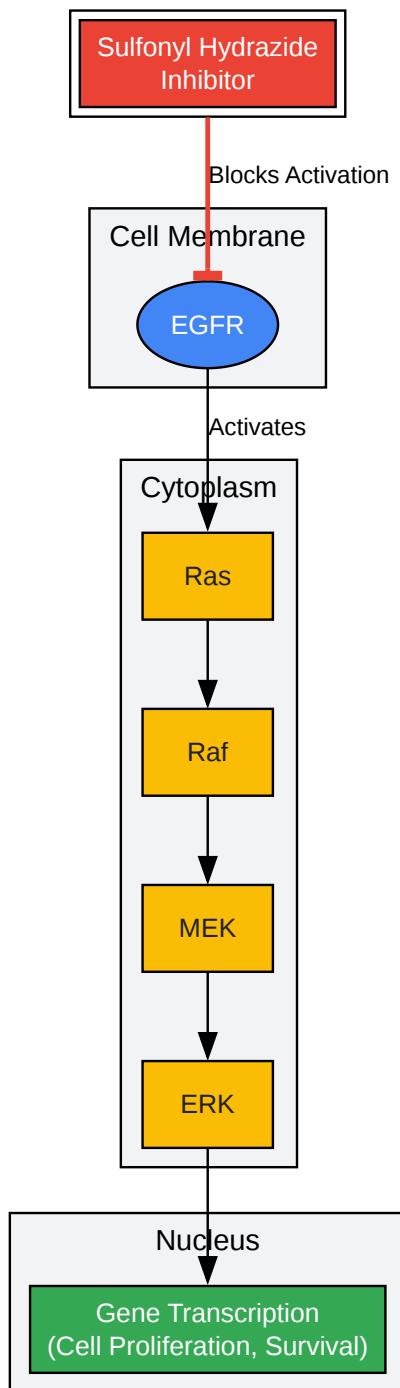 Sulfonyl Hydrazide
Inhibitor
Blocks Activation
Cell Membrane
EGFR
Activates
Cytoplasm
Ras
Raf
MEK
ERK
Nucleus
Gene Transcription
(Cell Proliferation, Survival)